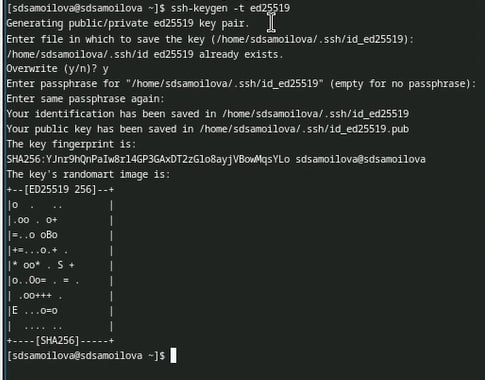 [sdsamoilova@sdsamoilova ~]$ ssh-keygen -t ed25519
Generating public/private ed25519 key pair.
Enter file in which to save the key (/home/sdsamoilova/.ssh/id_ed25519):
/home/sdsamoilova/.ssh/id ed25519 already exists.
Overwrite (y/n)? y
Enter passphrase for "/home/sdsamoilova/.ssh/id_ed25519" (empty for no passphrase):
Enter same passphrase again:
Your identification has been saved in /home/sdsamoilova/.ssh/id_ed25519
Your public key has been saved in /home/sdsamoilova/.ssh/id_ed25519.pub
The key fingerprint is:
SHA256:YJnr9hQnPaIw8rl4GP3GAxDT2zGlo8ayjVBowMqsYLo sdsamoilova@sdsamoilova
The key's randomart image is:
+--[ED25519 256]--+
|o  .   ..        |
|.oo . o+         |
|=..o oBo         |
|+=...o.+ .       |
|* oo* . S +      |
|o..Oo= . = .     |
| .oo+++ .        |
|E ...o=o         |
|  .... ..        |
+----[SHA256]-----+
[sdsamoilova@sdsamoilova ~]$